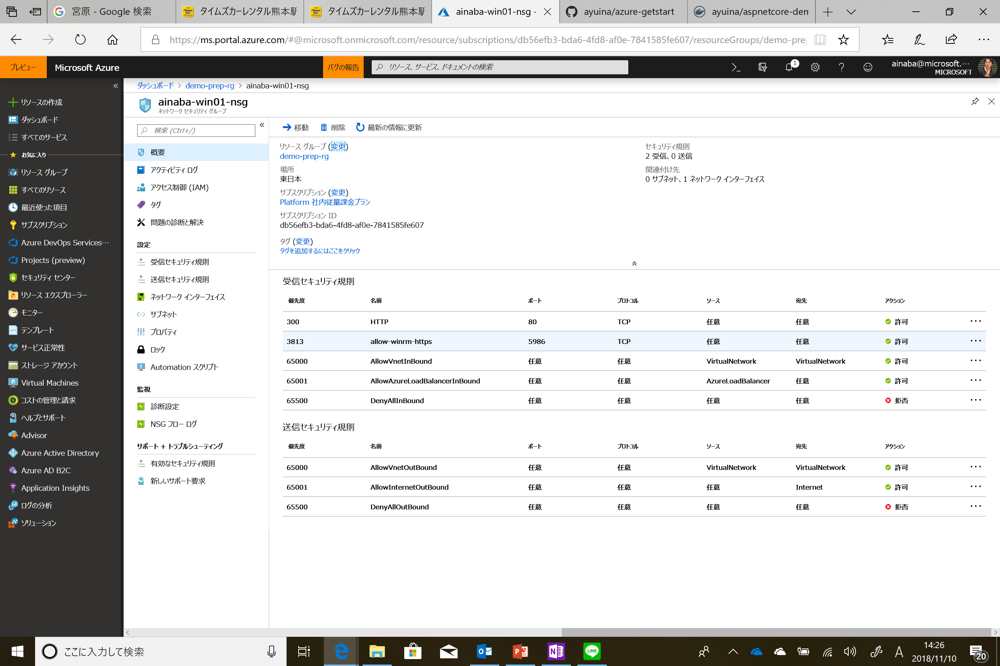 宮原 - Google 検索
タイムズカーレンタル熊本駅
タイムズカーレンタル熊本駅
ainaba-win01-nsg -
ayuina/azure-getstart
ayuina/aspnetcore-dem
https://ms.portal.azure.com/#@microsoft.onmicrosoft.com/resource/subscriptions/db56efb3-bda6-4fd8-af0e-7841585fe607/resourceGroups/demo-prep
プレビュー
Microsoft Azure
バグの報告
リソース、サービス、ドキュメントの検索
1
ainaba@microsoft.…
MICROSOFT
リソースの作成
ダッシュボード
すべてのサービス
お気に入り
リソース グループ
すべてのリソース
最近使った項目
サブスクリプション
Azure DevOps Services…
Projects (preview)
セキュリティ センター
リソース エクスプローラー
モニター
テンプレート
サービス正常性
ストレージ アカウント
Virtual Machines
コストの管理と請求
ヘルプとサポート
Advisor
Azure Active Directory
Azure AD B2C
Application Insights
ログの分析
ソリューション
ダッシュボード > demo-prep-rg > ainaba-win01-nsg
ainaba-win01-nsg
ネットワーク セキュリティ グループ
検索 (Ctrl+/)
概要
アクティビティ ログ
アクセス制御 (IAM)
タグ
問題の診断と解決
設定
受信セキュリティ規則
送信セキュリティ規則
ネットワーク インターフェイス
サブネット
プロパティ
ロック
Automation スクリプト
監視
診断設定
NSG フロー ログ
サポート + トラブルシューティング
有効なセキュリティ規則
新しいサポート要求
移動 削除 最新の情報に更新
リソース グループ (変更)
demo-prep-rg
場所
東日本
サブスクリプション (変更)
Platform 社内従量課金プラン
サブスクリプション ID
db56efb3-bda6-4fd8-af0e-7841585fe607
タグ (変更)
タグを追加するにはここをクリック
セキュリティ規則
2 受信、0 送信
関連付け先
0 サブネット、1 ネットワーク インターフェイス
受信セキュリティ規則
優先度 名前 ポート プロトコル ソース 宛先 アクション
300 HTTP 80 TCP 任意 任意 許可
3813 allow-winrm-https 5986 TCP 任意 任意 許可
65000 AllowVnetInBound 任意 任意 VirtualNetwork VirtualNetwork 許可
65001 AllowAzureLoadBalancerInBound 任意 任意 AzureLoadBalancer 任意 許可
65500 DenyAllInBound 任意 任意 任意 任意 拒否
送信セキュリティ規則
優先度 名前 ポート プロトコル ソース 宛先 アクション
65000 AllowVnetOutBound 任意 任意 VirtualNetwork VirtualNetwork 許可
65001 AllowInternetOutBound 任意 任意 任意 Internet 許可
65500 DenyAllOutBound 任意 任意 任意 任意 拒否
ここに入力して検索
LINE
A
14:26
2018/11/10
20